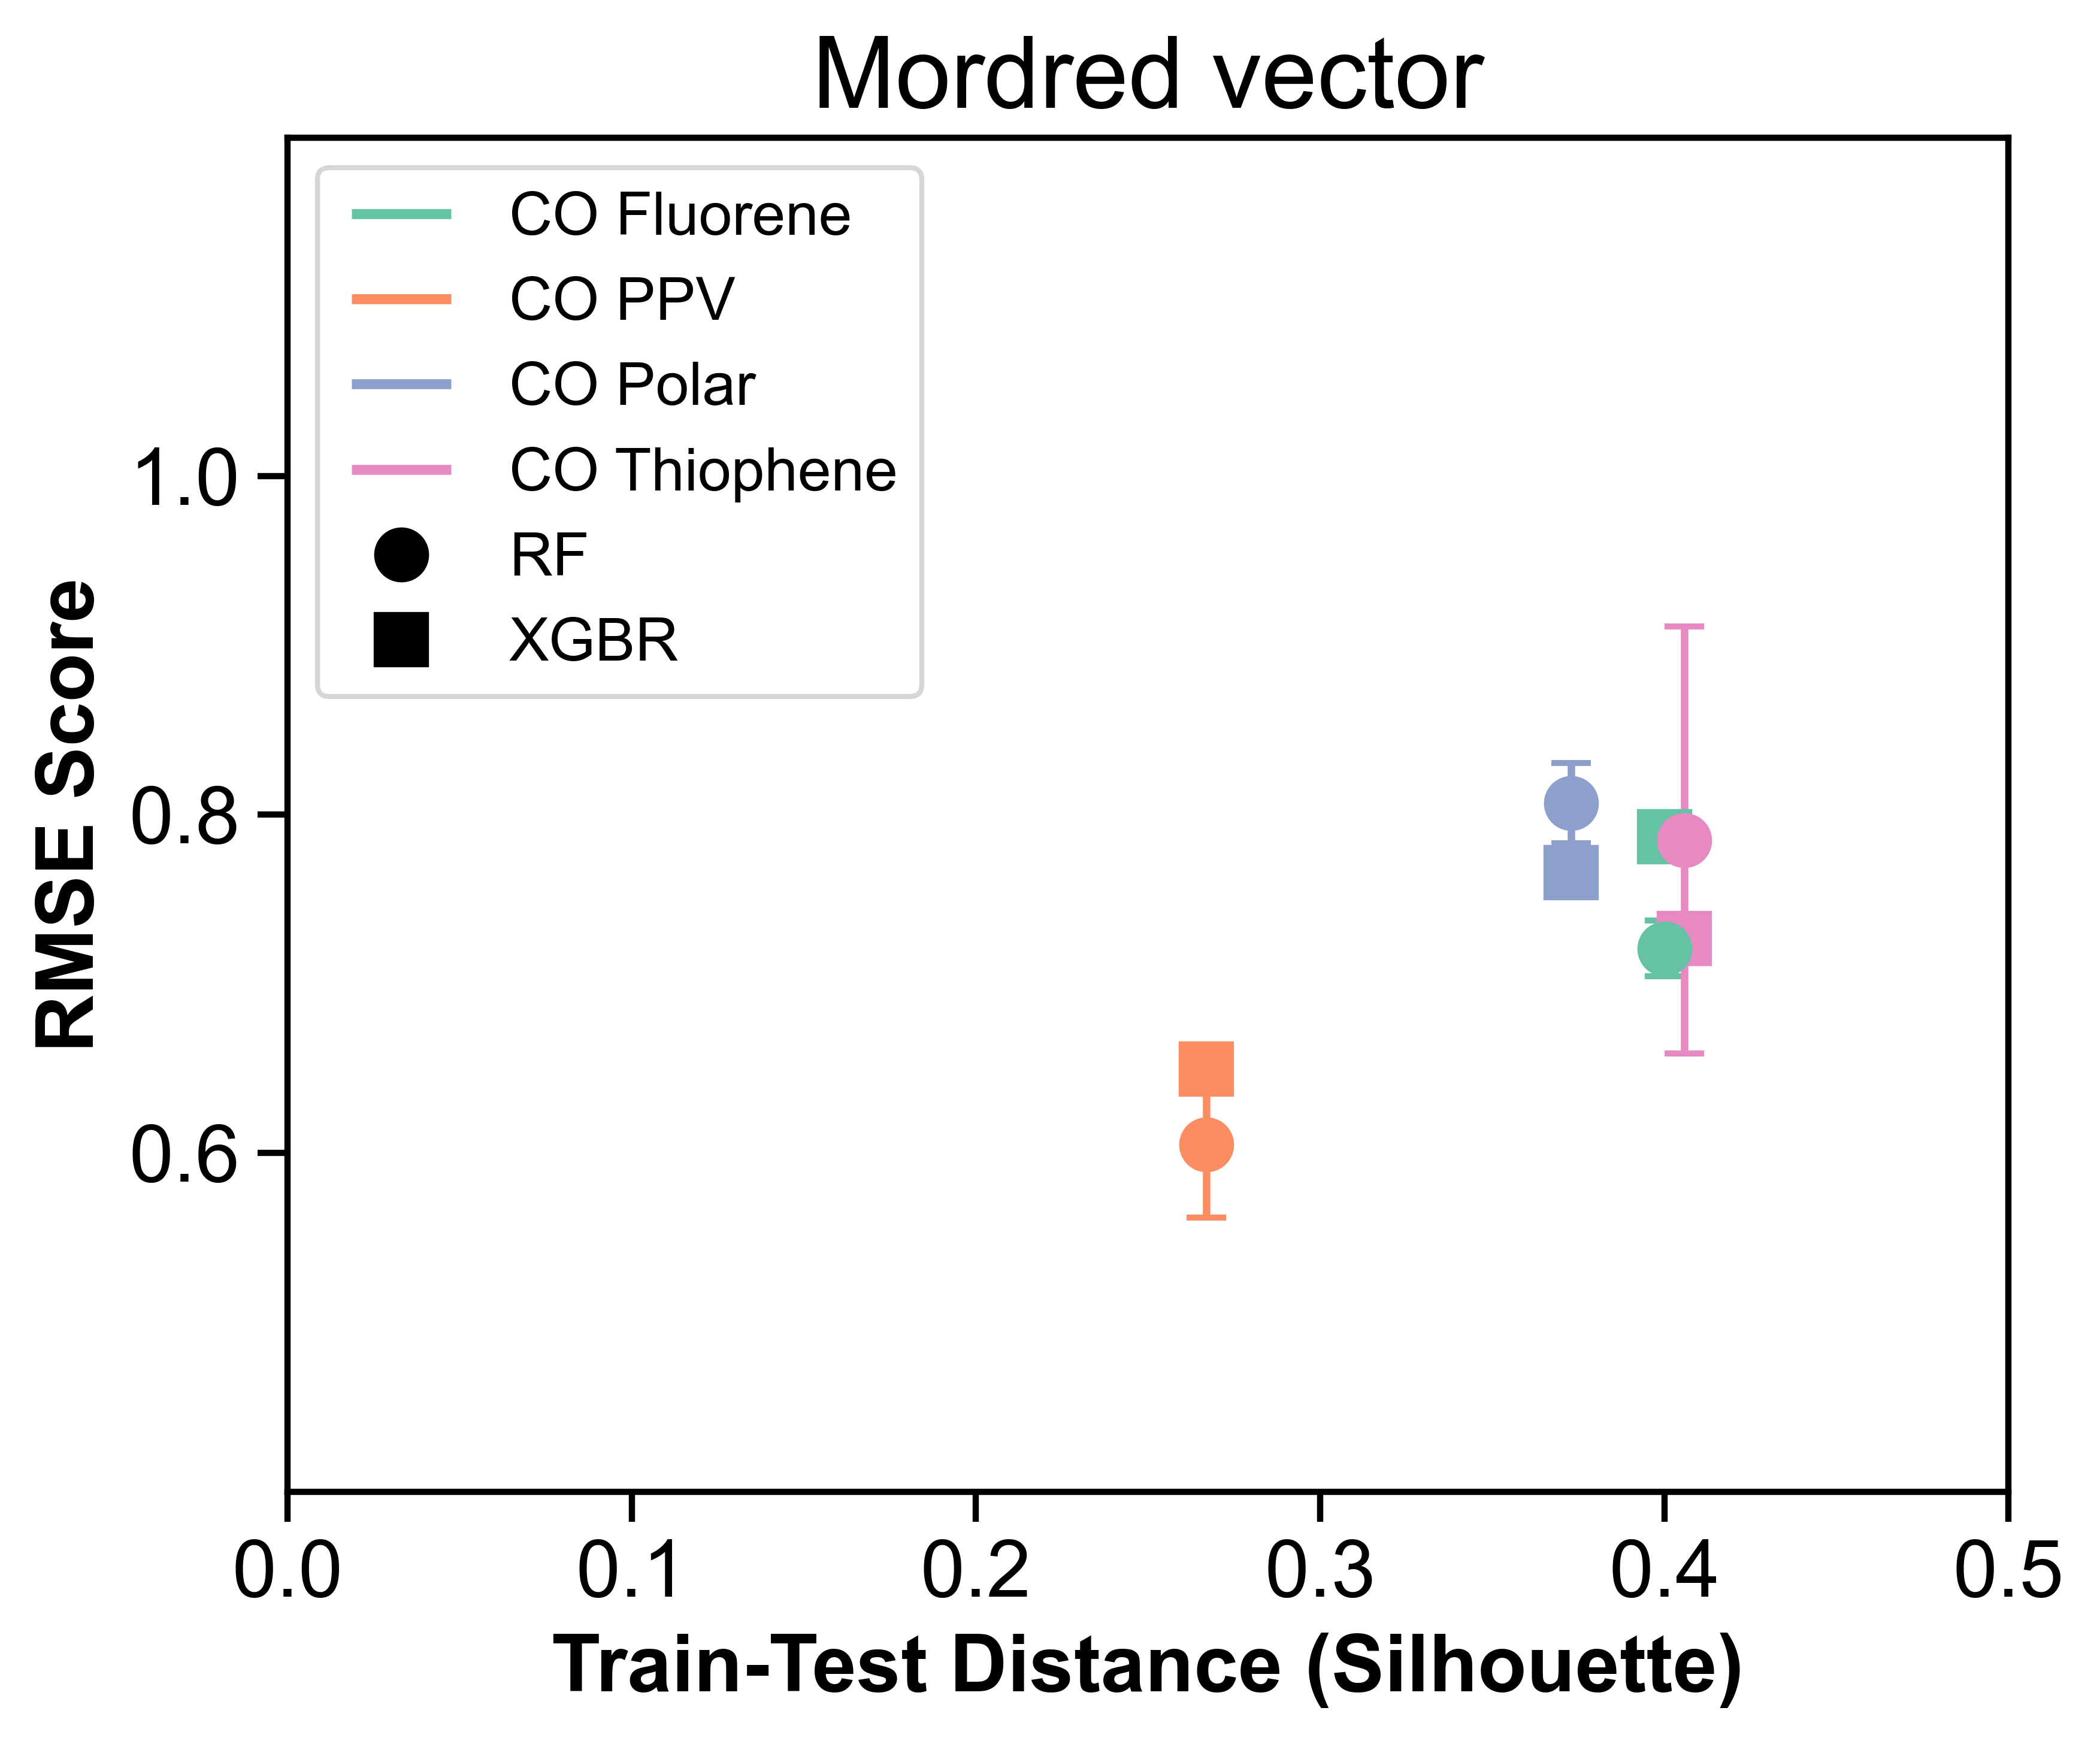 Mordred vector
CO Fluorene
CO PPV
CO Polar
CO Thiophene
RF
XGBR
RMSE Score
1.0
0.8
0.6
0.0 0.1 0.2 0.3 0.4 0.5
Train-Test Distance (Silhouette)